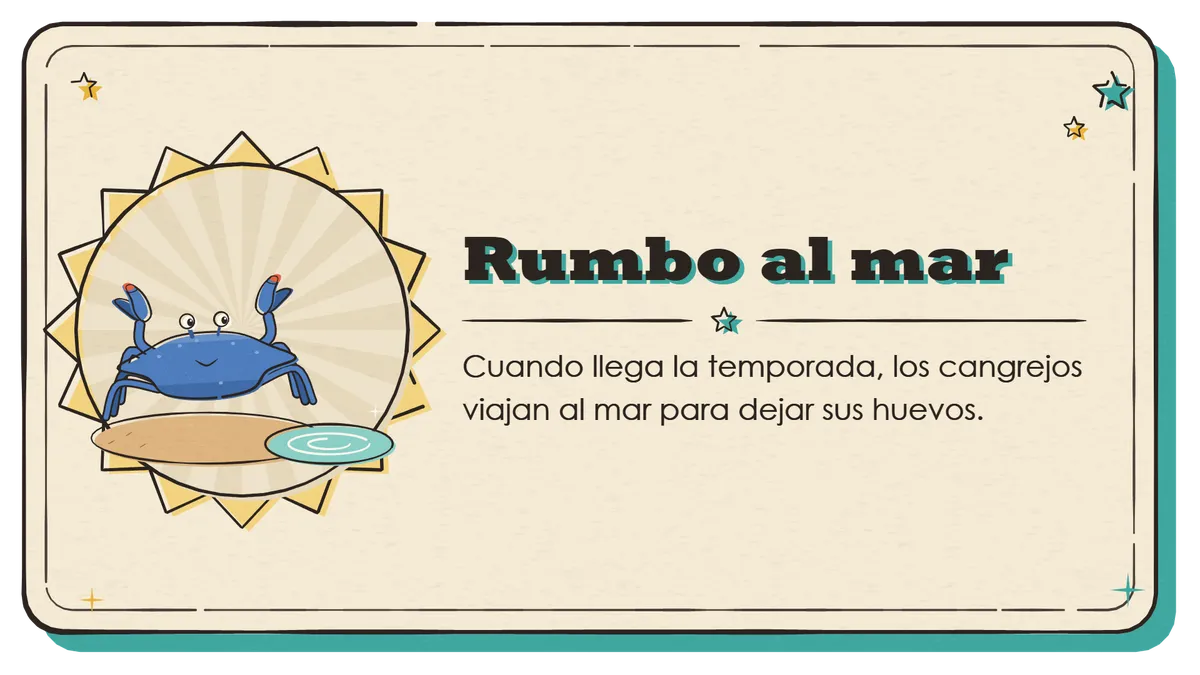 Rumbo al mar
Cuando llega la temporada, los cangrejos
viajan al mar para dejar sus huevos.